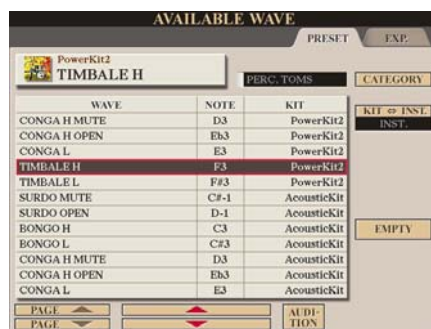 AVAILABLE WAVE
PRESET EXP.
PowerKit2
TIMBALE H
PERC. TOMS CATEGORY
WAVE NOTE KIT
KIT ⇔ INST.
INST.
CONGA H MUTE D3 PowerKit2
CONGA H OPEN Eb3 PowerKit2
CONGA L E3 PowerKit2
TIMBALE H F3 PowerKit2
TIMBALE L F#3 PowerKit2
SURDO MUTE C#-1 AcousticKit
SURDO OPEN D-1 AcousticKit
BONGO H C3 AcousticKit EMPTY
BONGO L C#3 AcousticKit
CONGA H MUTE D3 AcousticKit
CONGA H OPEN Eb3 AcousticKit
CONGA L E3 AcousticKit
PAGE
PAGE
AUDI-
TION